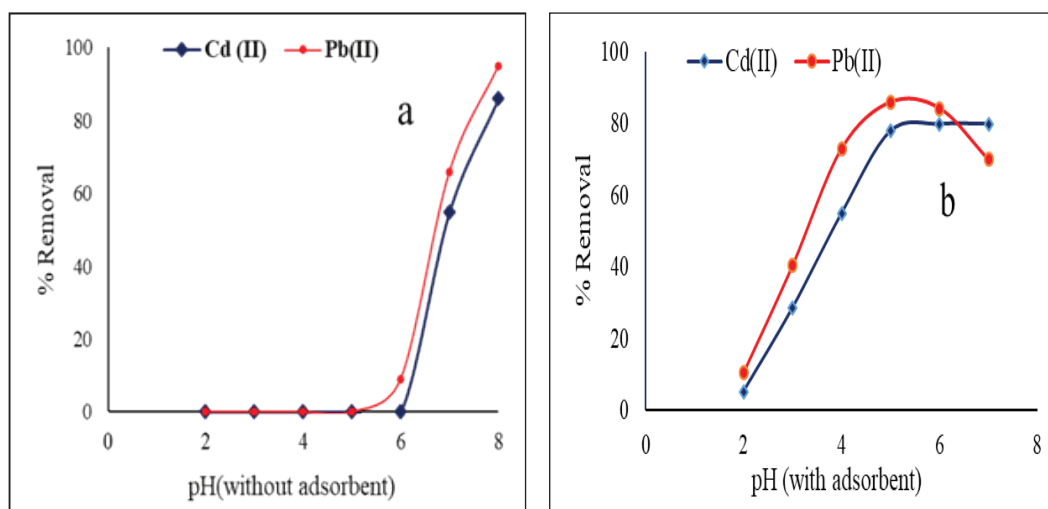 Cd (II) Pb(II)
a
% Removal
100
80
60
40
20
0
0 2 4 6 8
pH(without adsorbent)
Cd(II) Pb(II)
b
% Removal
100
80
60
40
20
0
0 2 4 6 8
pH (with adsorbent)